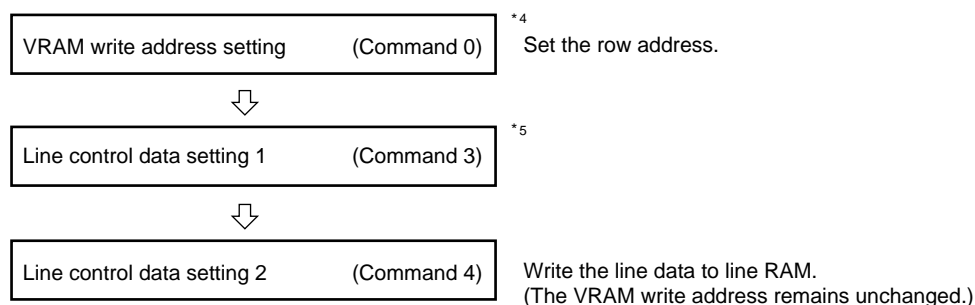 *4
VRAM write address setting (Command 0) Set the row address.
*5
Line control data setting 1 (Command 3)
Line control data setting 2 (Command 4) Write the line data to line RAM.
(The VRAM write address remains unchanged.)